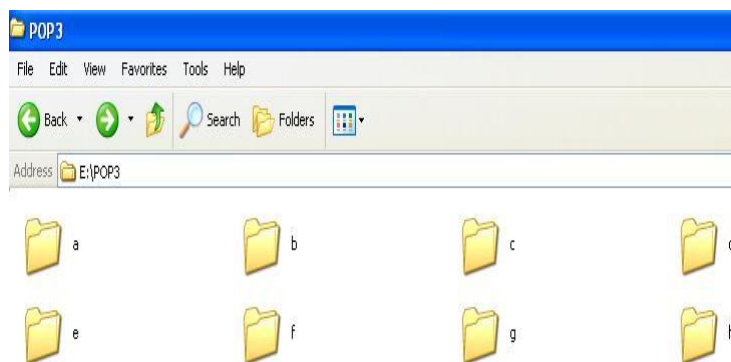 POP3
File Edit View Favorites Tools Help
Back Search Folders
Address E:\POP3
a b c
e f g